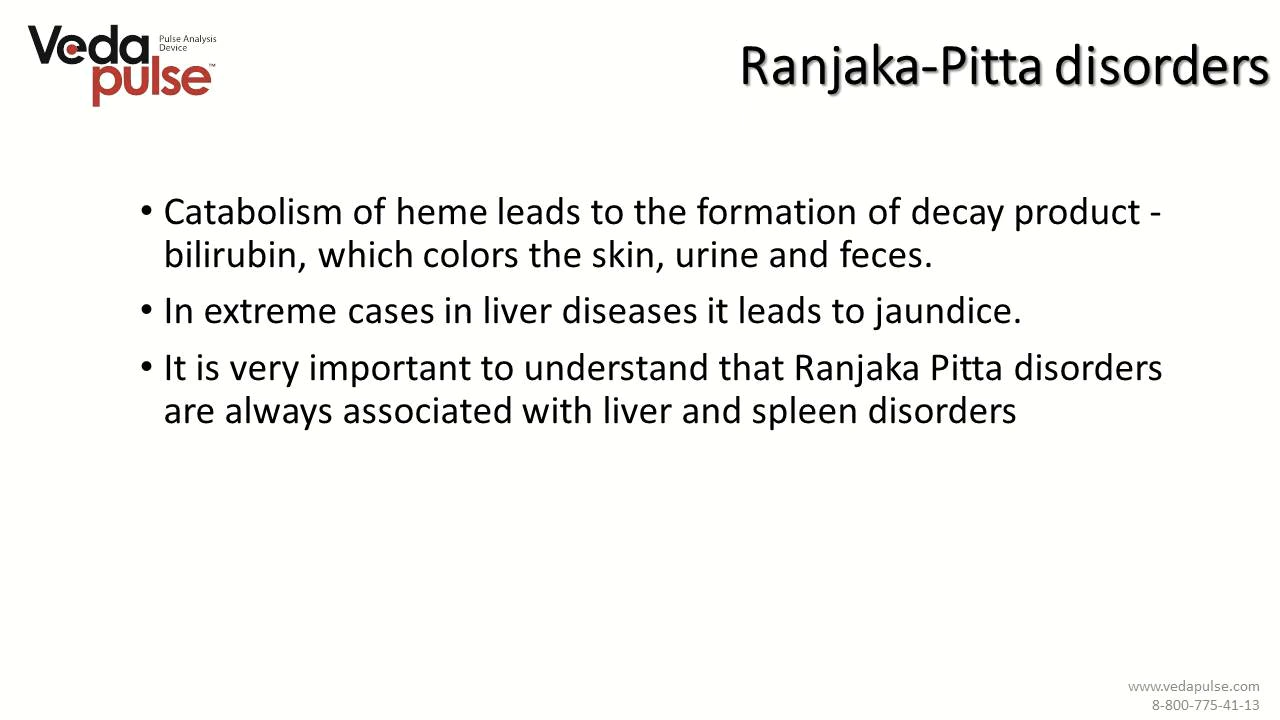 Veda
pulse™
Pulse Analysis
Device
Ranjaka-Pitta disorders
• Catabolism of heme leads to the formation of decay product -
bilirubin, which colors the skin, urine and feces.
• In extreme cases in liver diseases it leads to jaundice.
• It is very important to understand that Ranjaka Pitta disorders
are always associated with liver and spleen disorders
www.vedapulse.com
8-800-775-41-13